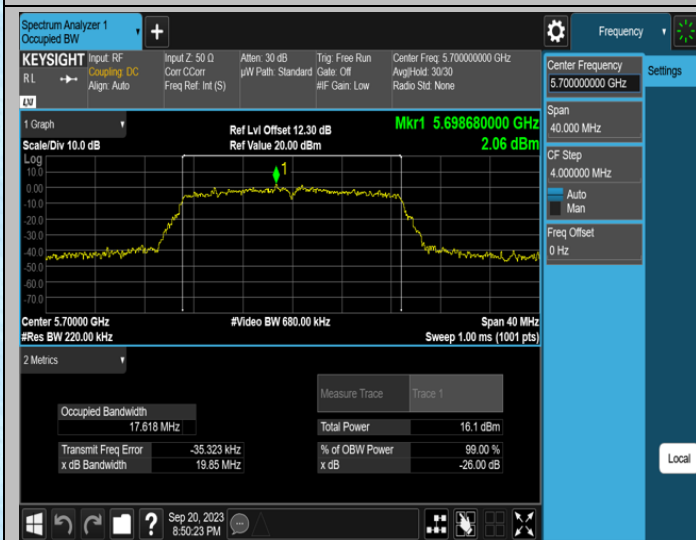 Spectrum Analyzer 1
Occupied BW
Frequency
KEYSIGHT
RL
Input: RF
Coupling: DC
Align: Auto
Input Z: 50 Ω
Corr CCorr
Freq Ref: Int (S)
Atten: 30 dB
µW Path: Standard
Trig: Free Run
Gate: Off
#IF Gain: Low
Center Freq: 5.700000000 GHz
Avg|Hold: 30/30
Radio Std: None
LXI
1 Graph
Scale/Div 10.0 dB
Ref Lvl Offset 12.30 dB
Ref Value 20.00 dBm
Mkr1 5.698680000 GHz
2.06 dBm
Log
10.0
0.00
-10.0
-20.0
-30.0
-40.0
-50.0
-60.0
-70.0
1
Center 5.70000 GHz
#Res BW 220.00 kHz
#Video BW 680.00 kHz
Span 40 MHz
Sweep 1.00 ms (1001 pts)
2 Metrics
Measure Trace
Trace 1
Occupied Bandwidth
17.618 MHz
Total Power
16.1 dBm
Transmit Freq Error
-35.323 kHz
% of OBW Power
99.00 %
x dB Bandwidth
19.85 MHz
x dB
-26.00 dB
Center Frequency
5.700000000 GHz
Settings
Span
40.000 MHz
CF Step
4.000000 MHz
Auto
Man
Freq Offset
0 Hz
Local
?
Sep 20, 2023
8:50:23 PM